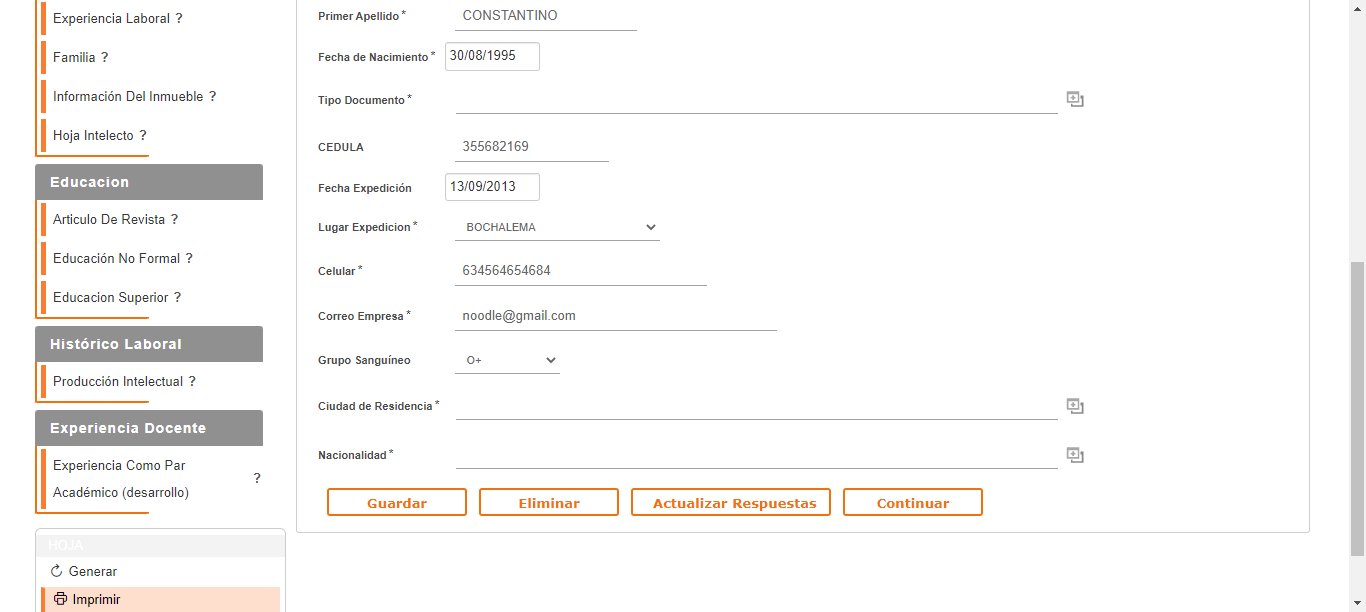 Experiencia Laboral ?
Familia ?
Información Del Inmueble ?
Hoja Intelecto ?
Educacion
Articulo De Revista ?
Educación No Formal ?
Educacion Superior ?
Histórico Laboral
Producción Intelectual ?
Experiencia Docente
Experiencia Como Par
Académico (desarrollo) ?
HOJA
Generar
Imprimir
Primer Apellido * CONSTANTINO
Fecha de Nacimiento * 30/08/1995
Tipo Documento *
CEDULA 355682169
Fecha Expedición 13/09/2013
Lugar Expedicion * BOCHALEMA
Celular * 634564654684
Correo Empresa * noodle@gmail.com
Grupo Sanguíneo O+
Ciudad de Residencia *
Nacionalidad *
Guardar Eliminar Actualizar Respuestas Continuar